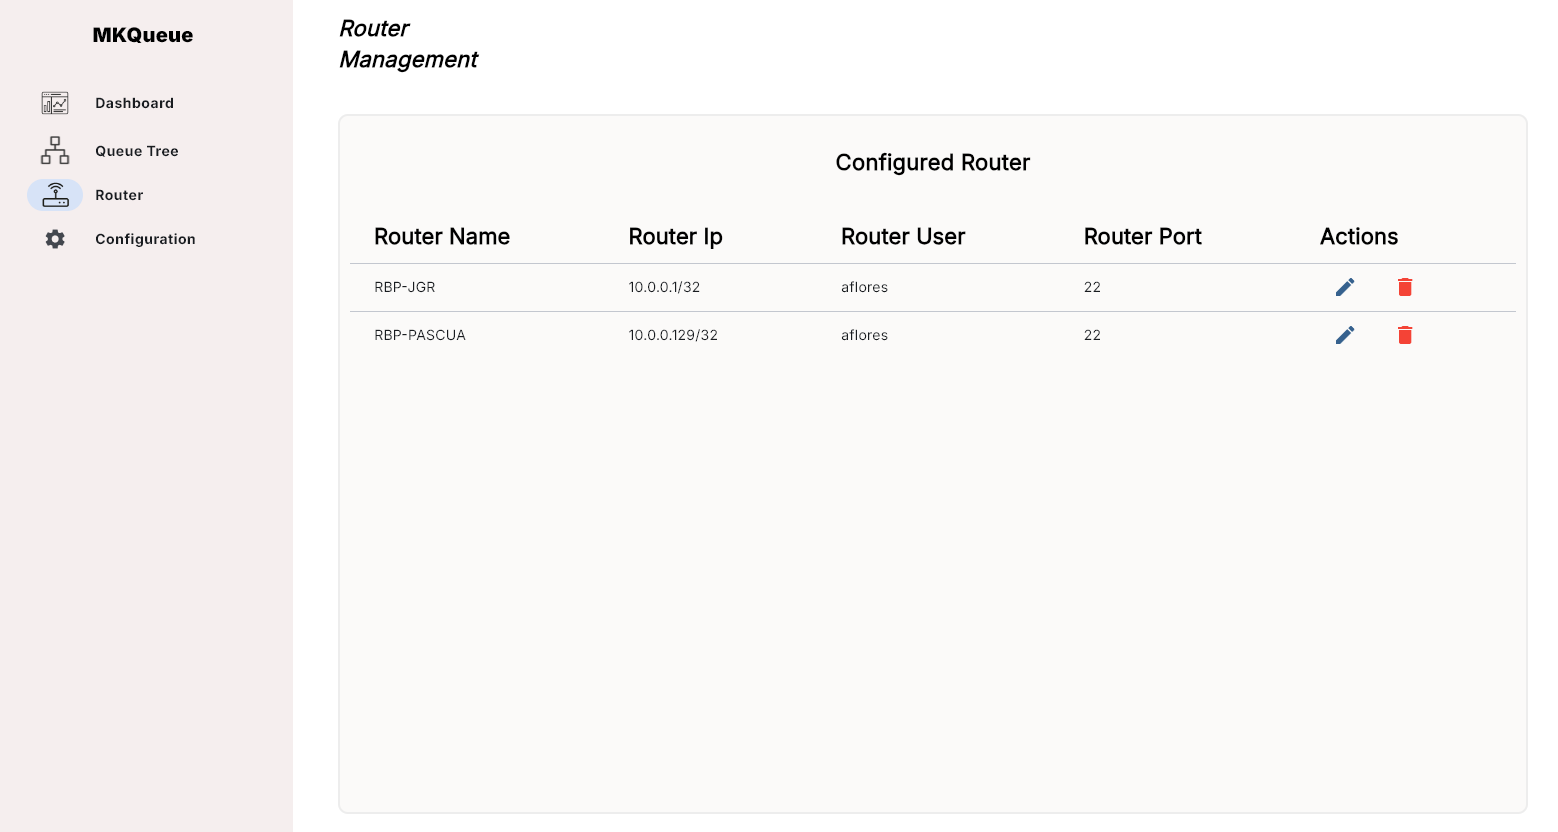 MKQueue
Dashboard
Queue Tree
Router
Configuration
Router
Management
Configured Router
Router Name Router Ip Router User Router Port Actions
RBP-JGR 10.0.0.1/32 aflores 22
RBP-PASCUA 10.0.0.129/32 aflores 22